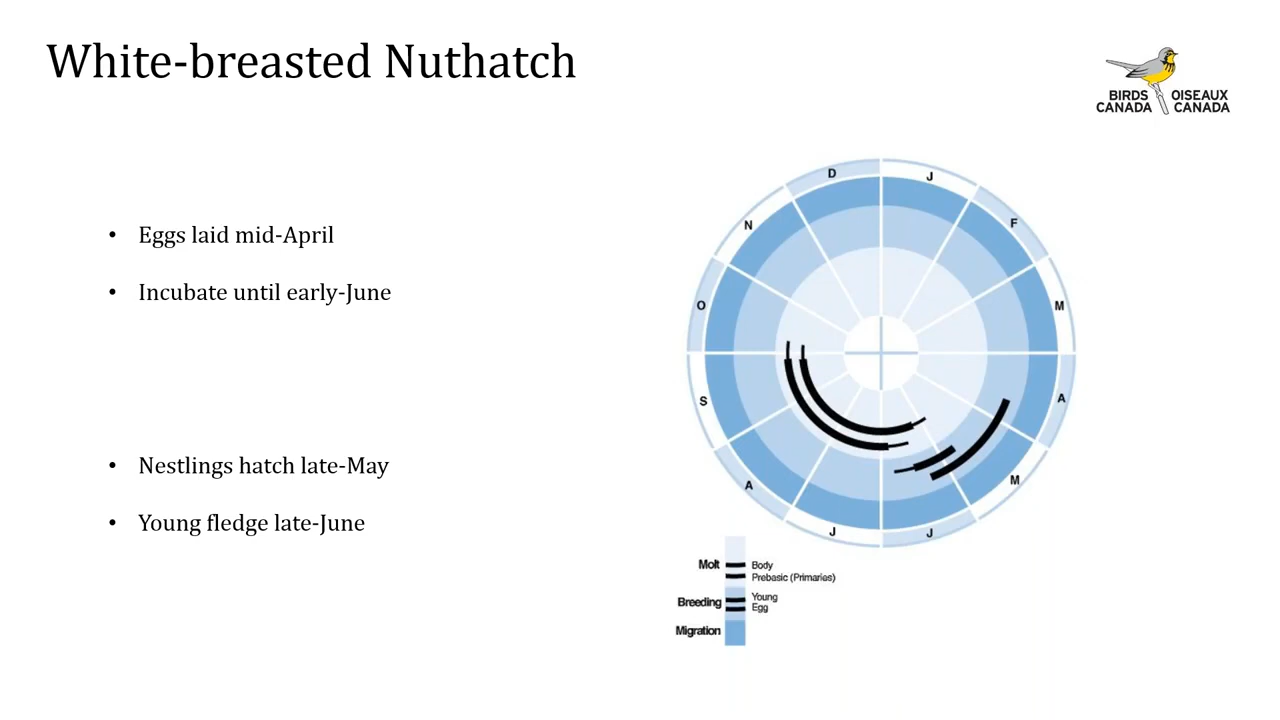 White-breasted Nuthatch
BIRDS CANADA
OISEAUX CANADA
• Eggs laid mid-April
• Incubate until early-June
• Nestlings hatch late-May
• Young fledge late-June
D
J
N
F
O
M
S
A
A
M
J
J
Molt
Body
Prebasic (Primaries)
Breeding
Young
Egg
Migration